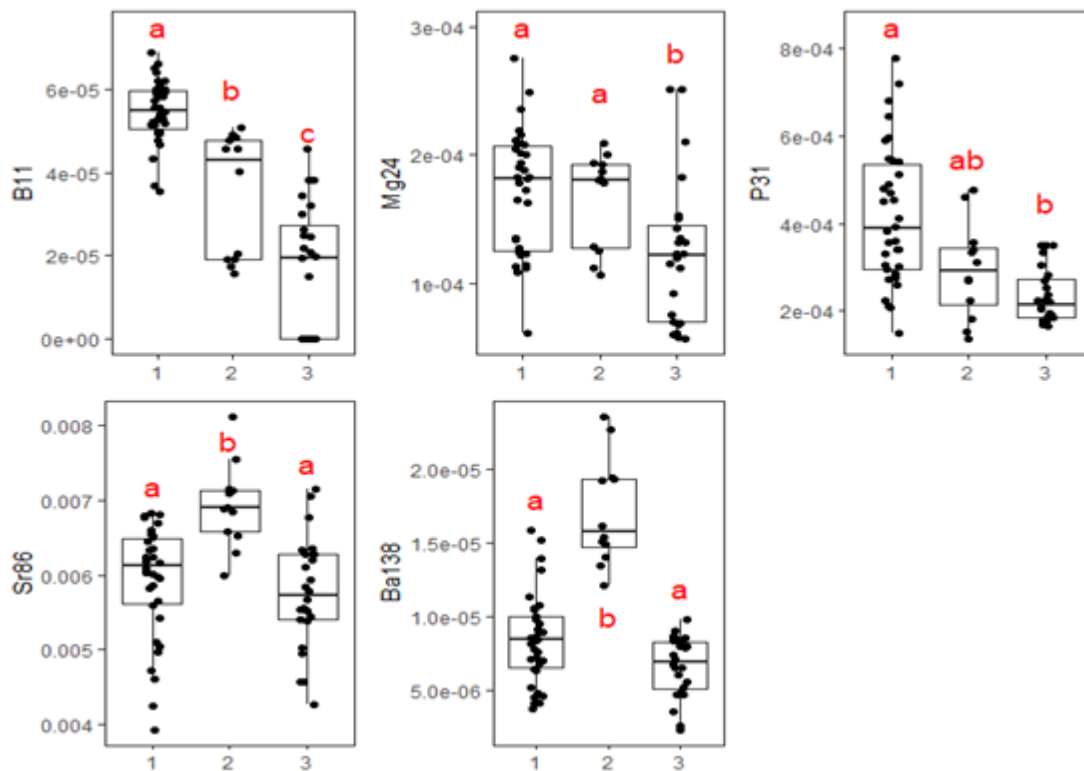 a
b
c
B11
6e-05
4e-05
2e-05
0e+00
1 2 3
a
a
b
Mg24
3e-04
2e-04
1e-04
1 2 3
a
ab
b
P31
8e-04
6e-04
4e-04
2e-04
1 2 3
a
b
a
Sr86
0.008
0.007
0.006
0.005
0.004
1 2 3
a
b
a
Ba138
2.0e-05
1.5e-05
1.0e-05
5.0e-06
1 2 3